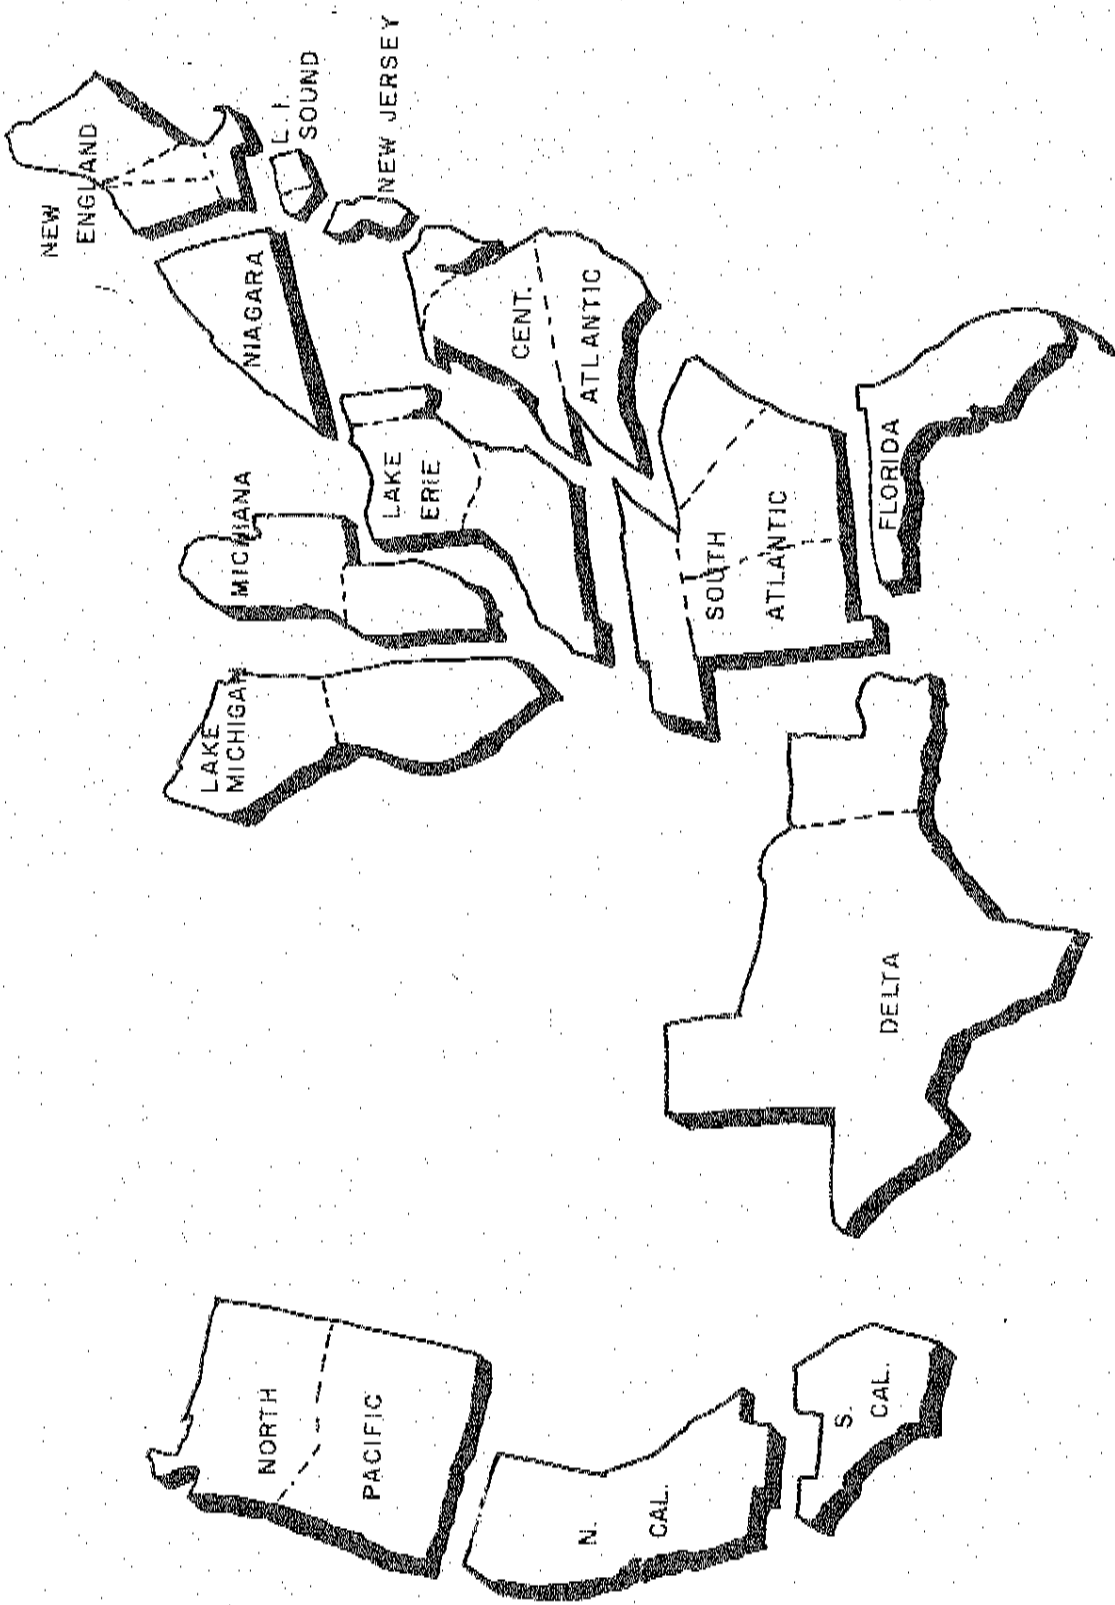 NEW
ENGLAND
L. I.
SOUND
NEW JERSEY
NIAGARA
CENT.
ATLANTIC
LAKE
ERIE
MICHIANA
LAKE
MICHIGAN
SOUTH
ATLANTIC
FLORIDA
DELTA
NORTH
PACIFIC
N.
CAL.
S.
CAL.